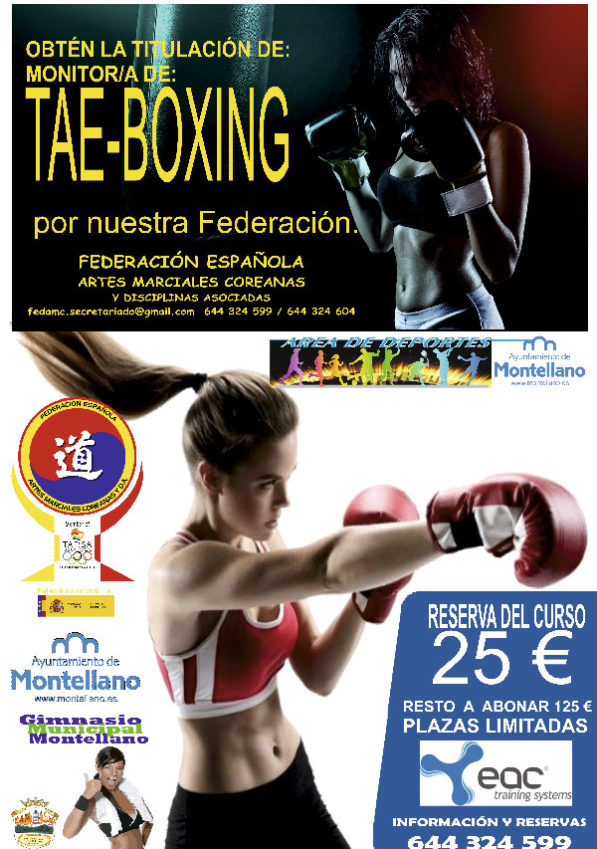 OBTÉN LA TITULACIÓN DE:
MONITOR/A DE:
TAE-BOXING
por nuestra Federación.
FEDERACIÓN ESPAÑOLA
ARTES MARCIALES COREANAS
Y DISCIPLINAS ASOCIADAS
fedamc.secretariado@gmail.com 644 324 599 / 644 324 604
AREA DE DEPORTES
Ayuntamiento de
Montellano
www.montellano.es
FEDERACIÓN ESPAÑOLA
道
ARTES MARCIALES COREANAS Y D.A.
TAFISA
Ayuntamiento de
Montellano
www.montellano.es
Gimnasio
Municipal
Montellano
RESERVA DEL CURSO
25 €
RESTO A ABONAR 125 €
PLAZAS LIMITADAS
eac
training systems
INFORMACIÓN Y RESERVAS
644 324 599